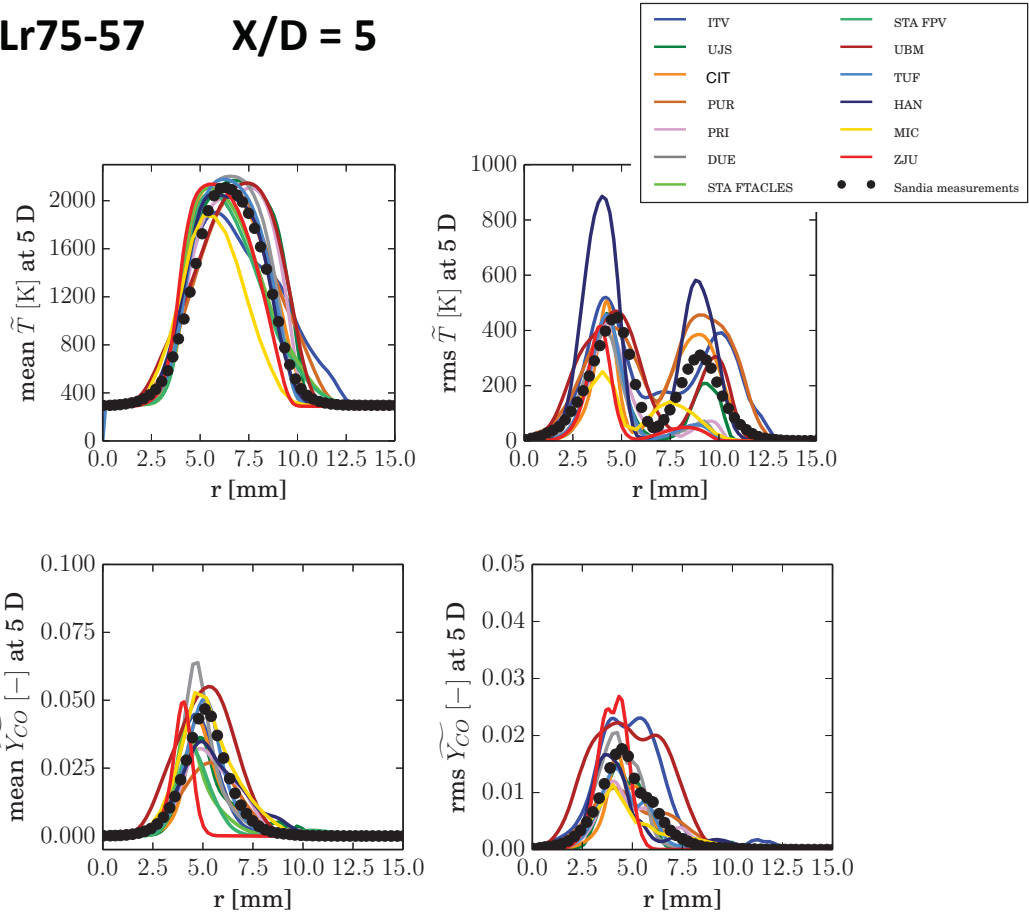 Lr75-57 X/D = 5
ITV STA FPV
UJS UBM
CIT TUF
PUR HAN
PRI MIC
DUE ZJU
STA FTACLES Sandia measurements
mean T̃ [K] at 5 D
2000
1600
1200
800
400
0
0.0 2.5 5.0 7.5 10.0 12.5 15.0
r [mm]
rms T̃ [K] at 5 D
1000
800
600
400
200
0
0.0 2.5 5.0 7.5 10.0 12.5 15.0
r [mm]
mean Y_CO [−] at 5 D
0.100
0.075
0.050
0.025
0.000
0.0 2.5 5.0 7.5 10.0 12.5 15.0
r [mm]
rms Ỹ_CO [−] at 5 D
0.05
0.04
0.03
0.02
0.01
0.00
0.0 2.5 5.0 7.5 10.0 12.5 15.0
r [mm]